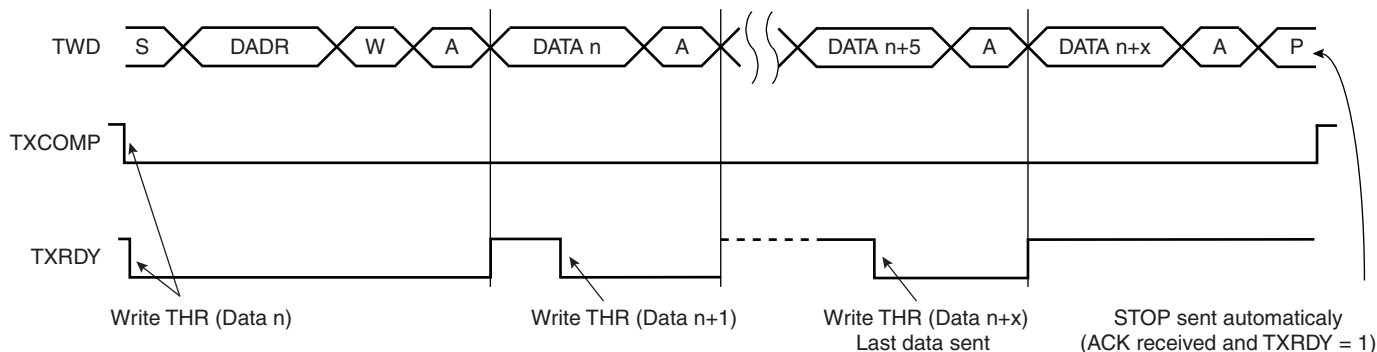 TWD S DADR W A DATA n A DATA n+5 A DATA n+x A P
TXCOMP
TXRDY
Write THR (Data n)
Write THR (Data n+1)
Write THR (Data n+x)
Last data sent
STOP sent automaticaly
(ACK received and TXRDY = 1)